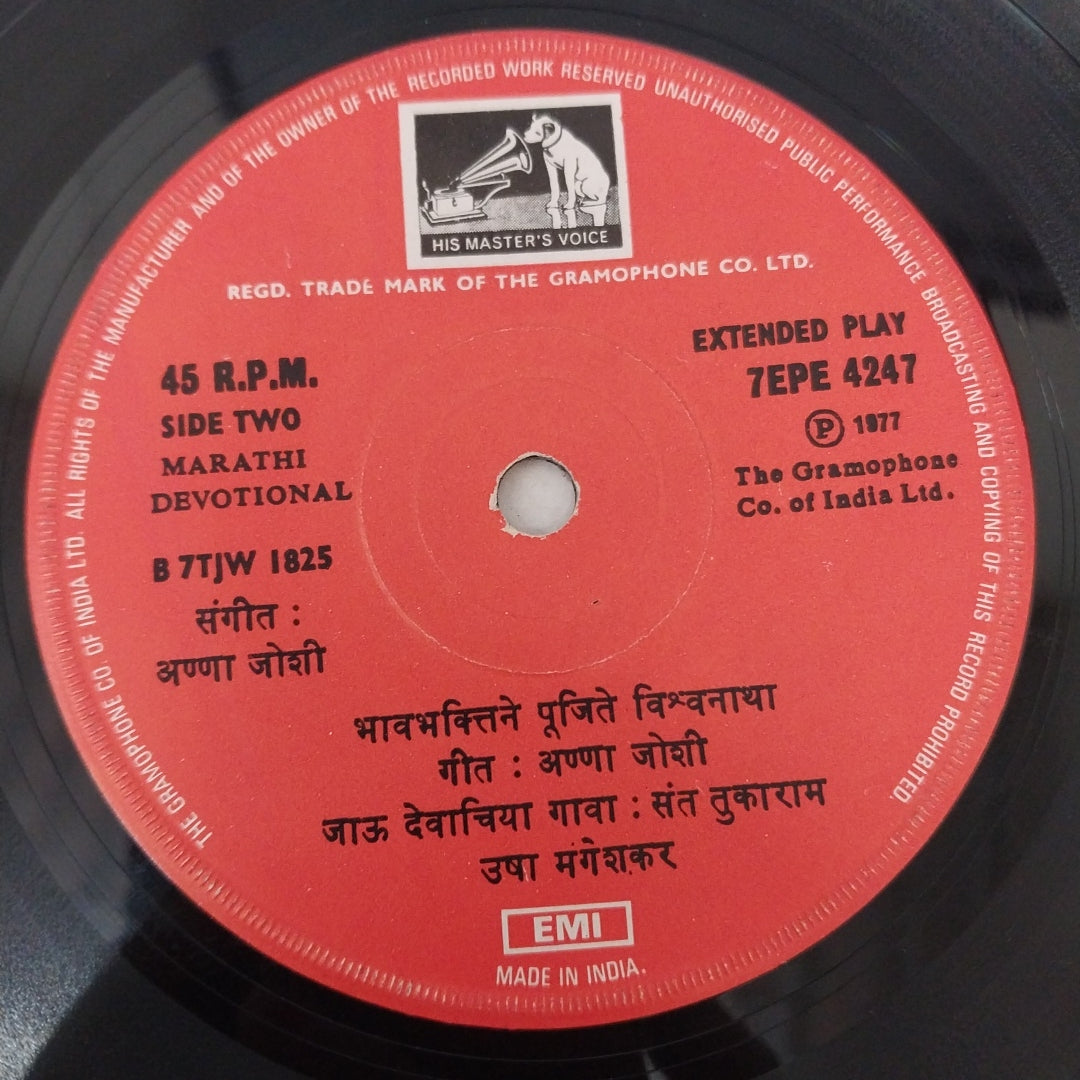 THE GRAMOPHONE CO. OF INDIA LTD. ALL RIGHTS OF THE MANUFACTURER AND OF THE OWNER OF THE RECORDED WORK RESERVED UNAUTHORISED PUBLIC PERFORMANCE BROADCASTING AND COPYING OF THIS RECORD PROHIBITED.
HIS MASTER'S VOICE
REGD. TRADE MARK OF THE GRAMOPHONE CO. LTD.
45 R.P.M.
SIDE TWO
MARATHI
DEVOTIONAL
B 7TJW 1825
संगीत :
अण्णा जोशी
EXTENDED PLAY
7EPE 4247
Ⓟ 1977
The Gramophone
Co. of India Ltd.
भावभक्तिने पूजिते विश्वनाथा
गीत : अण्णा जोशी
जाऊ देवाचिया गावा : संत तुकाराम
उषा मंगेशकर
EMI
MADE IN INDIA.